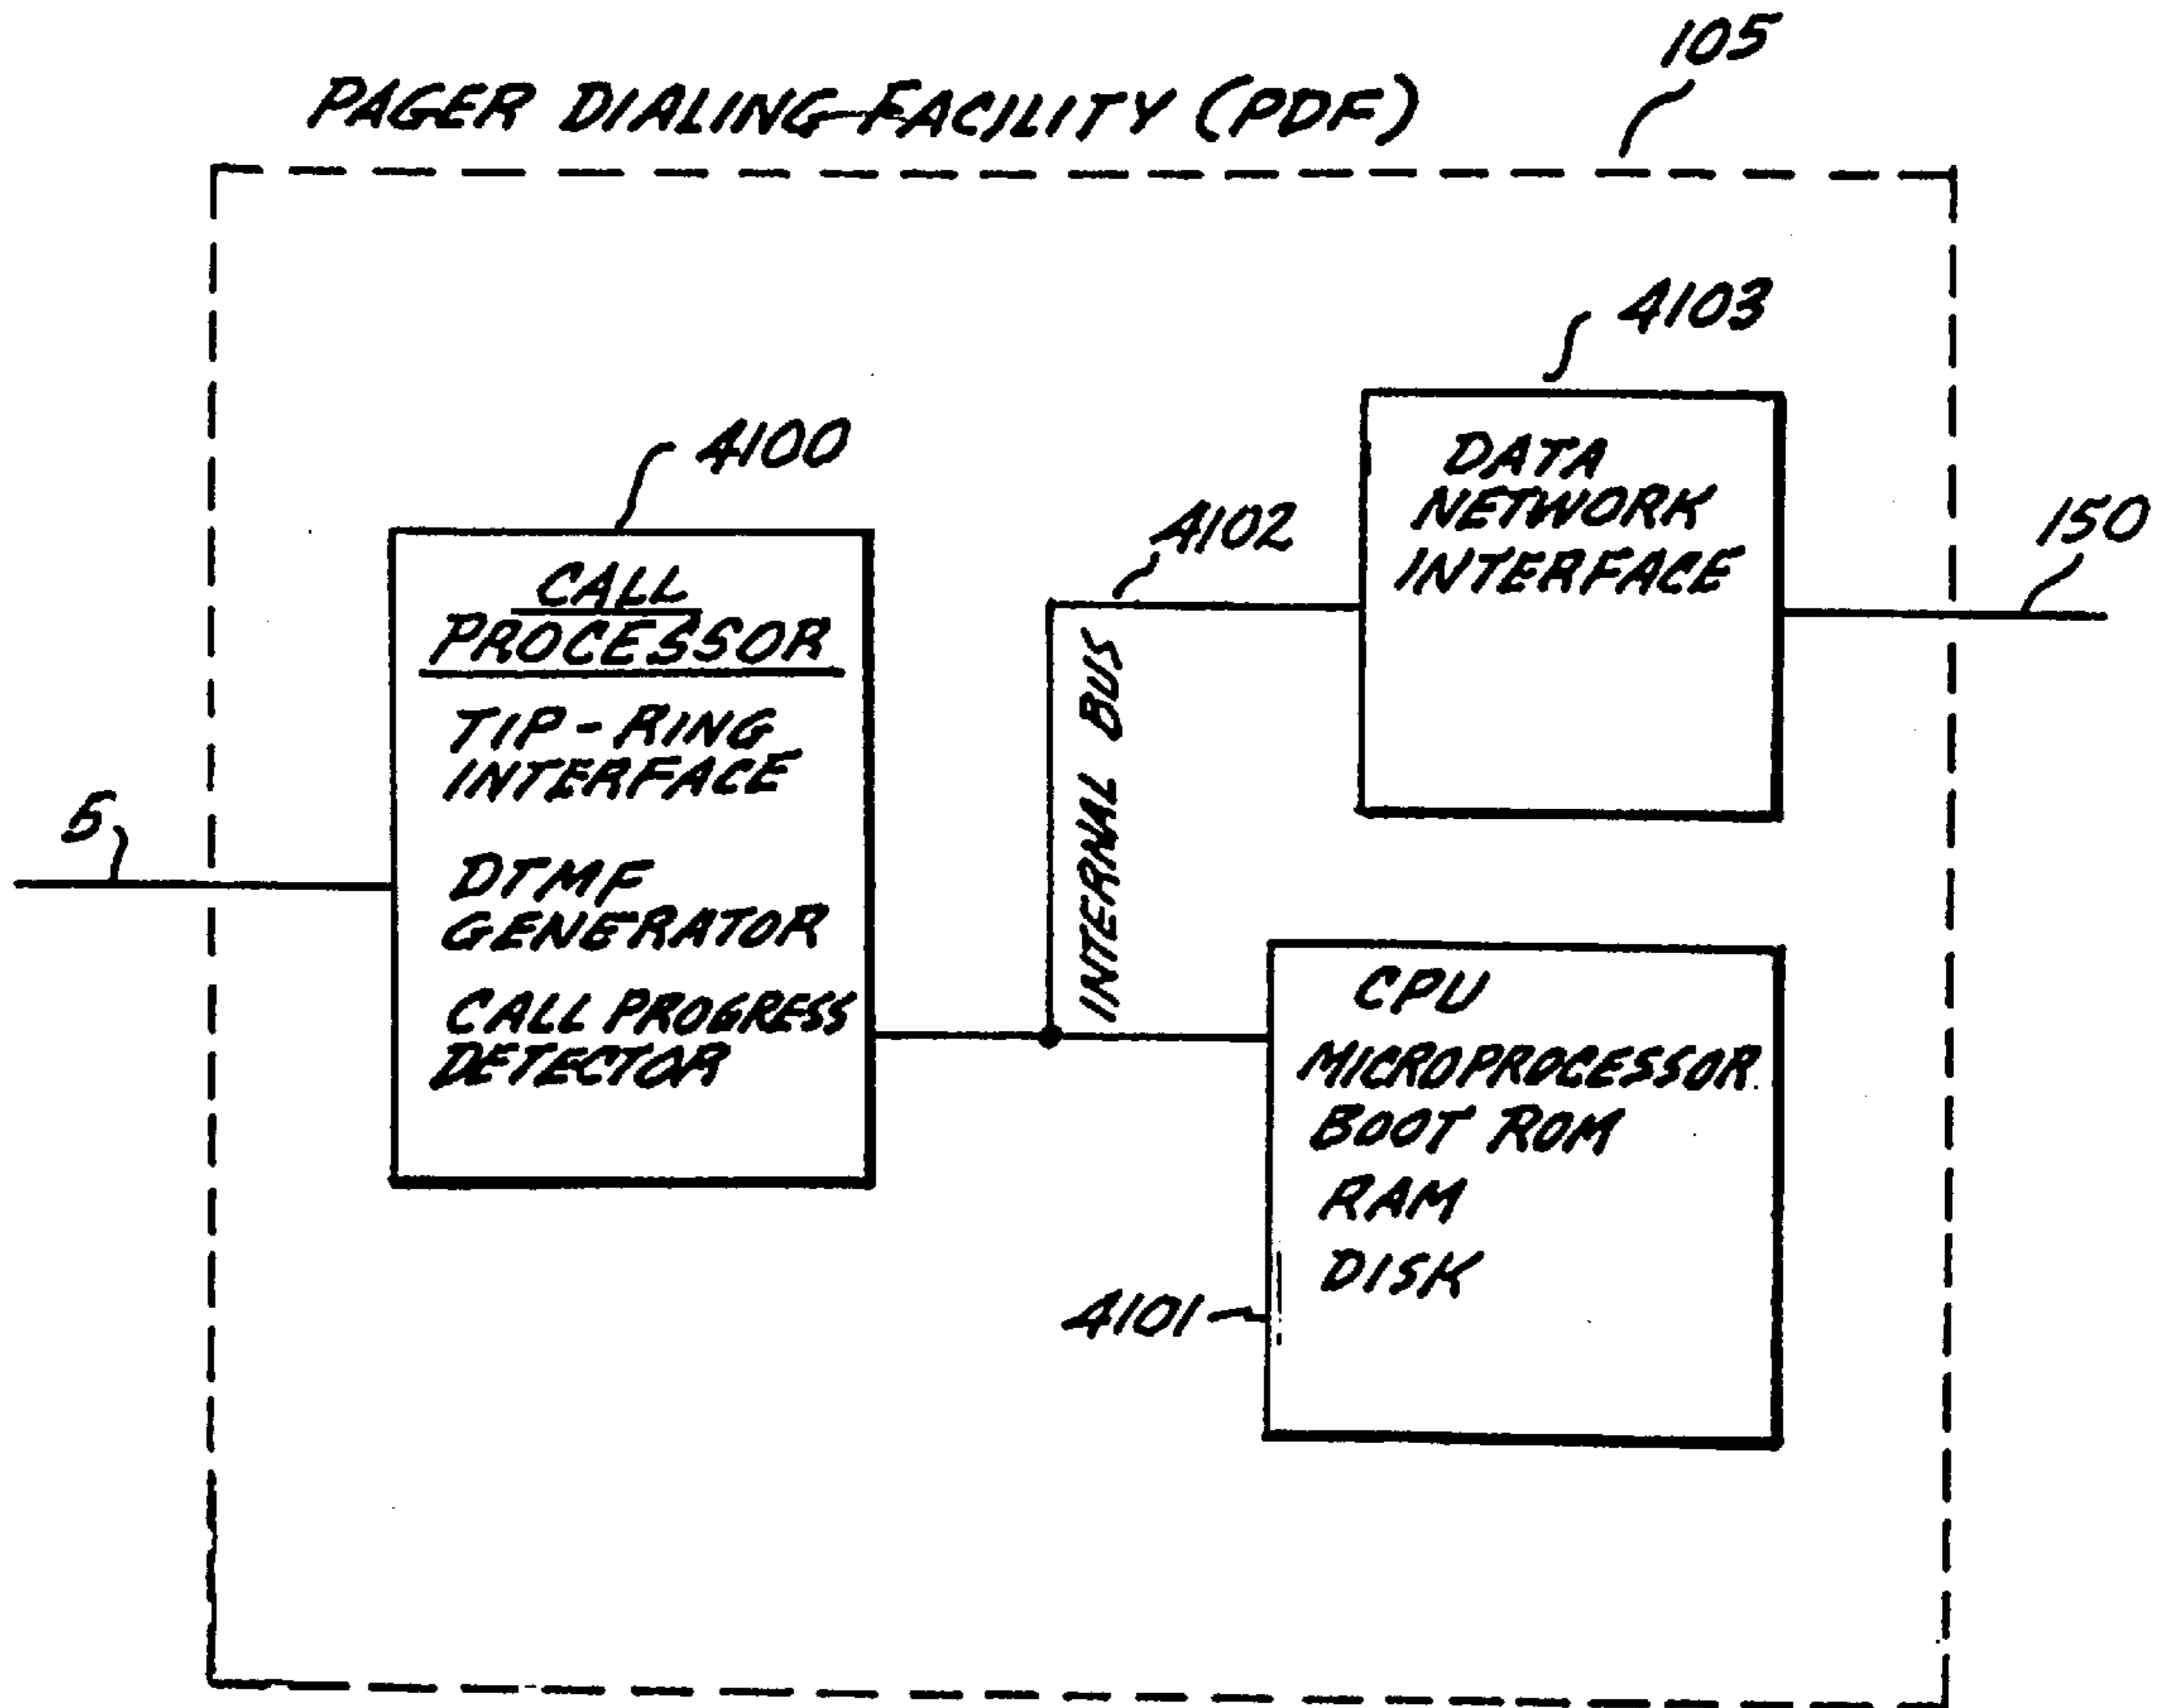 105
PAGER DIALING FACILITY (PDF)
4103
4100
DATA
NETWORK
INTERFACE
4102
150
CALL
PROCESSOR
TIP-RING
INTERFACE
DTMF
GENERATOR
CALL PROGRESS
DETECTOR
5
INTERNAL BUS
CPU
MICROPROCESSOR
BOOT ROM
RAM
DISK
4101